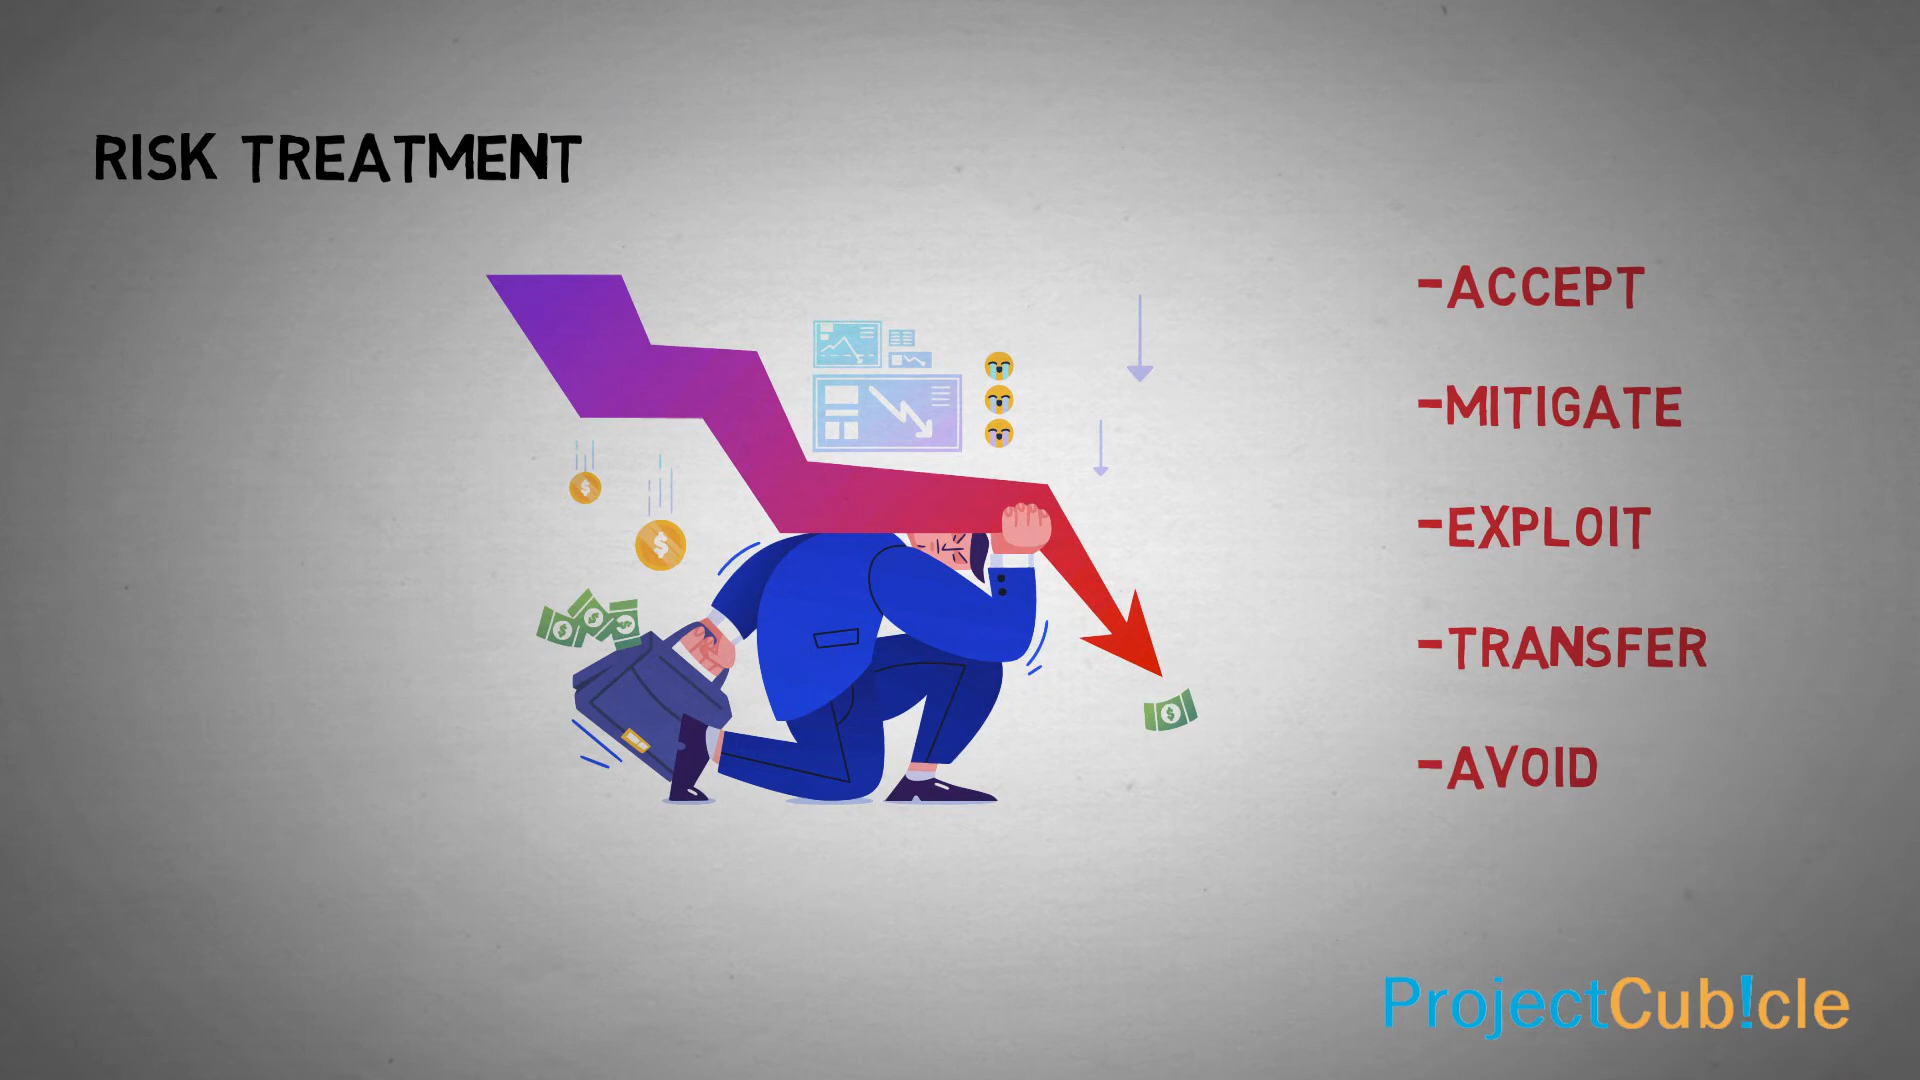 RISK TREATMENT
-ACCEPT
-MITIGATE
-EXPLOIT
-TRANSFER
-AVOID
ProjectCub!cle